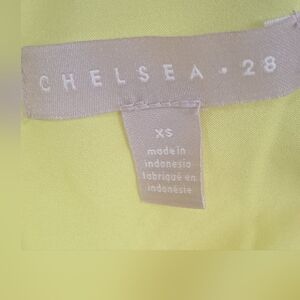 CHELSEA · 28
XS
made in
indonesia
fabriqué en
indonésie